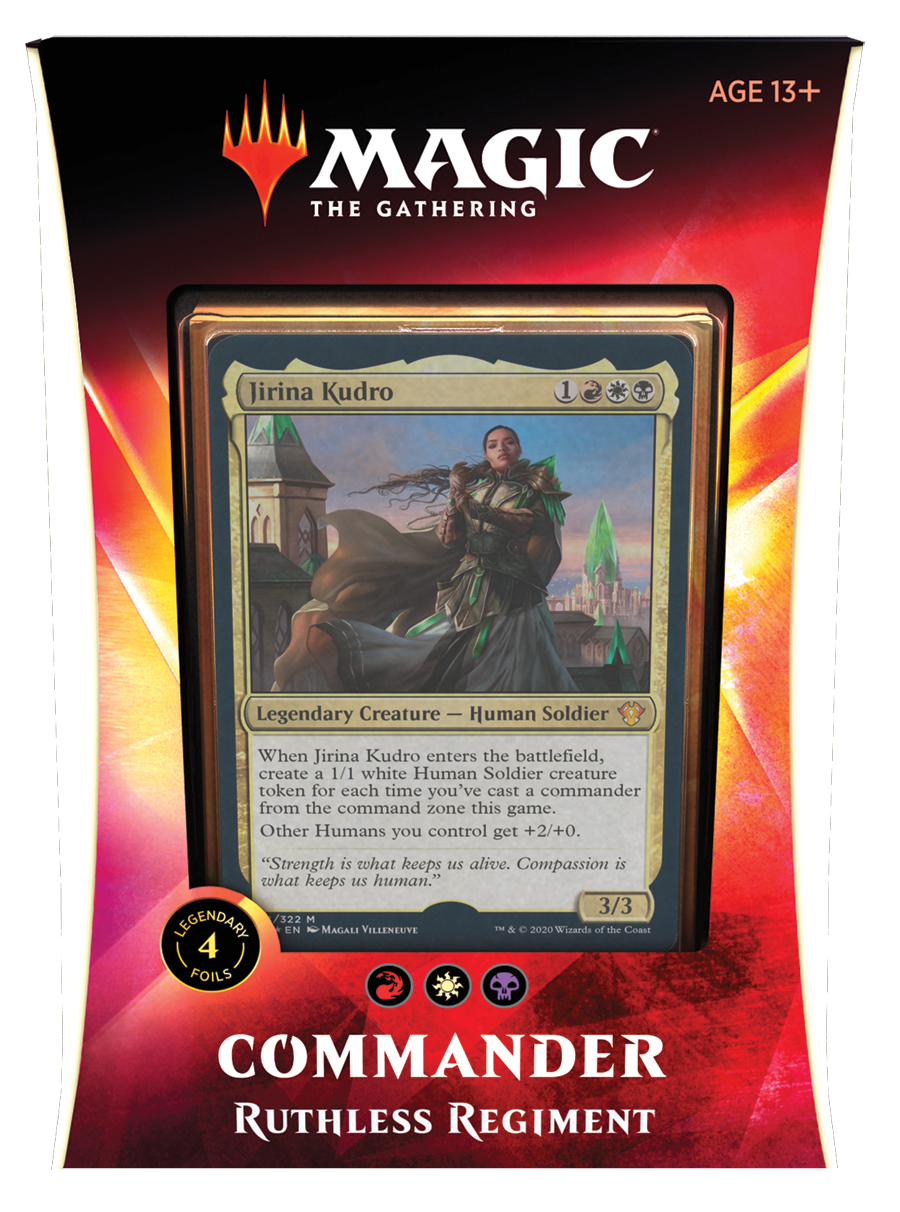 AGE 13+
MAGIC
THE GATHERING
Jirina Kudro
1
Legendary Creature — Human Soldier
When Jirina Kudro enters the battlefield,
create a 1/1 white Human Soldier creature
token for each time you've cast a commander
from the command zone this game.
Other Humans you control get +2/+0.
“Strength is what keeps us alive. Compassion is
what keeps us human.”
3/3
/322 M
EN MAGALI VILLENEUVE
™ & © 2020 Wizards of the Coast
LEGENDARY
4
FOILS
COMMANDER
RUTHLESS REGIMENT